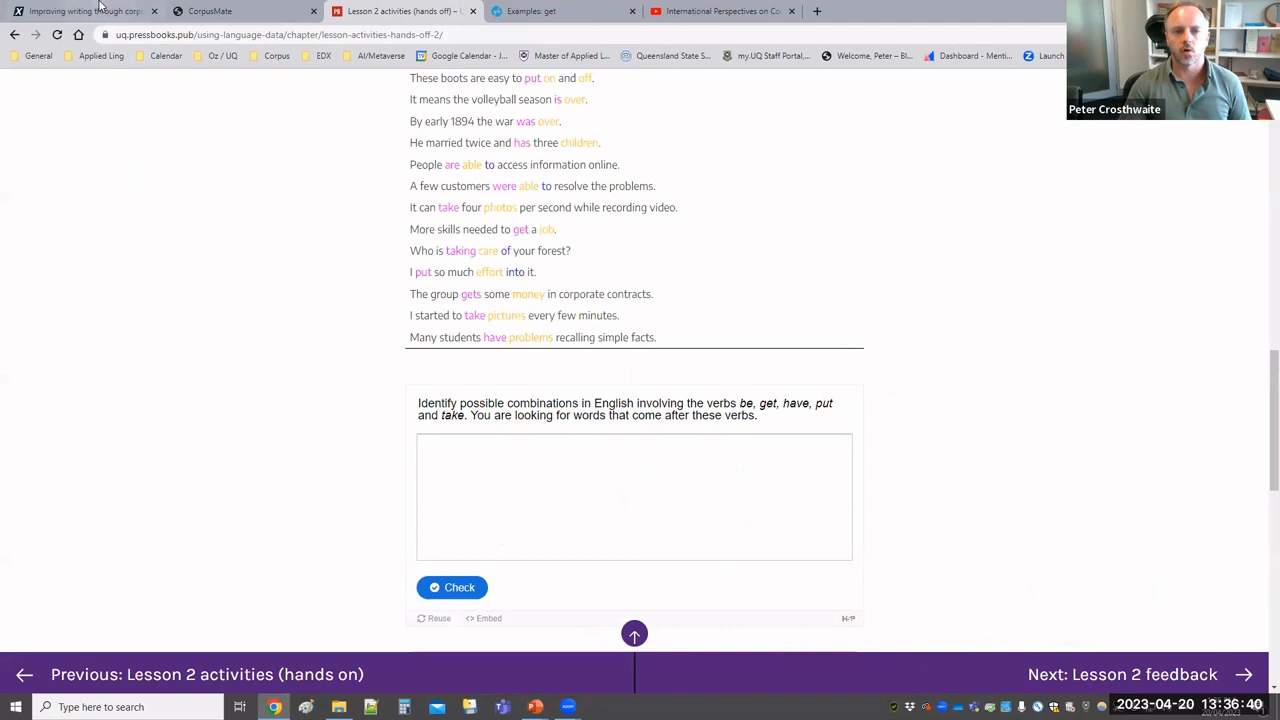 Improving writing through corp
CorpusMate
Lesson 2 activities (hands off) – L
Examples: get
International Perspectives on Co
uq.pressbooks.pub/using-language-data/chapter/lesson-activities-hands-off-2/
General
Applied Ling
Calendar
Oz / UQ
Corpus
EDX
AI/Metaverse
Google Calendar...
Master of Applied L...
Queensland State S...
my.UQ Staff Portal,...
Welcome, Peter – Bl...
Dashboard - Menti...
Launch
Peter Crosthwaite
These boots are easy to put on and off.
It means the volleyball season is over.
By early 1894 the war was over.
He married twice and has three children.
People are able to access information online.
A few customers were able to resolve the problems.
It can take four photos per second while recording video.
More skills needed to get a job.
Who is taking care of your forest?
I put so much effort into it.
The group gets some money in corporate contracts.
I started to take pictures every few minutes.
Many students have problems recalling simple facts.
Identify possible combinations in English involving the verbs be, get, have, put
and take. You are looking for words that come after these verbs.
Check
Reuse
<> Embed
H-P
Previous: Lesson 2 activities (hands on)
Next: Lesson 2 feedback
Type here to search
2023-04-20 13:36:40